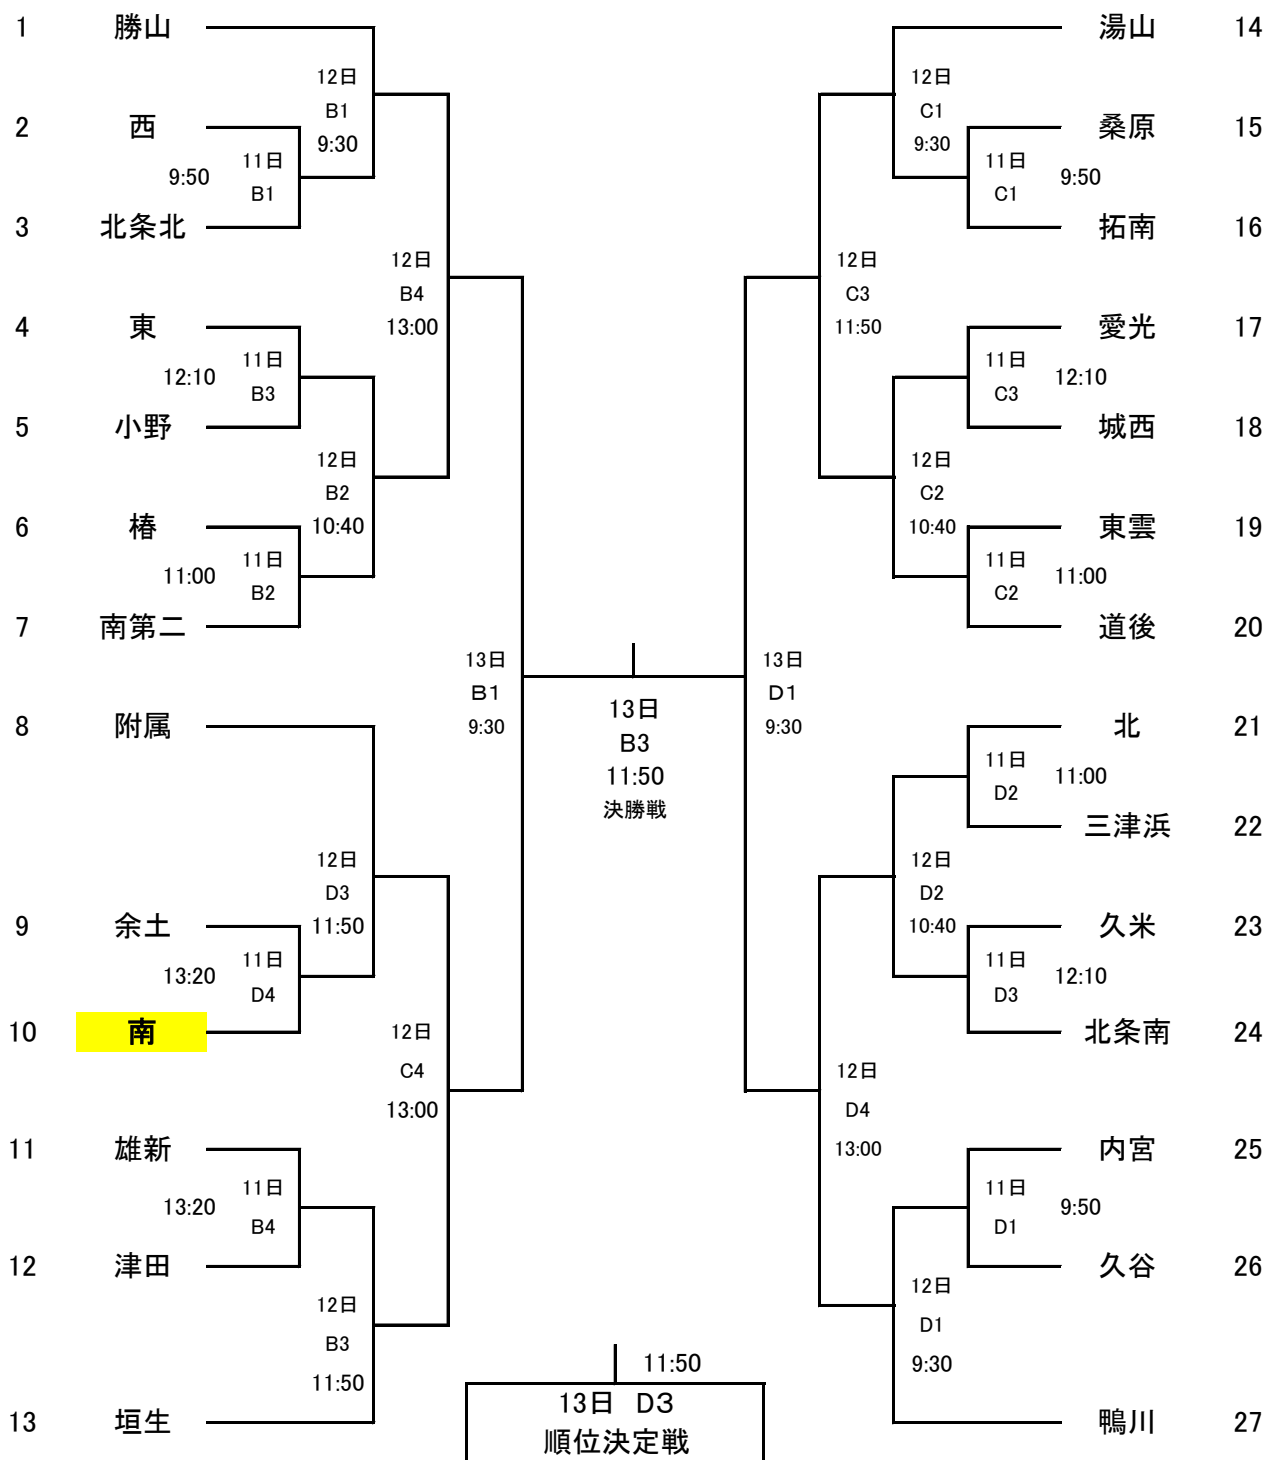 1 勝山
12日
B1
9:30
2 西
9:50
11日
B1
3 北条北
12日
B4
13:00
4 東
12:10
11日
B3
5 小野
12日
B2
10:40
6 椿
11:00
11日
B2
7 南第二
13日
B1
9:30
8 附属
12日
D3
11:50
9 余土
13:20
11日
D4
10 南
12日
C4
13:00
11 雄新
13:20
11日
B4
12 津田
12日
B3
11:50
13 垣生
13日
B3
11:50
決勝戦
11:50
13日 D3
順位決定戦
湯山 14
12日
C1
9:30
桑原 15
11日
C1
9:50
拓南 16
12日
C3
11:50
愛光 17
11日
C3
12:10
城西 18
12日
C2
10:40
東雲 19
11日
C2
11:00
道後 20
13日
D1
9:30
北 21
11日
D2
11:00
三津浜 22
12日
D2
10:40
久米 23
11日
D3
12:10
北条南 24
12日
D4
13:00
内宮 25
11日
D1
9:50
久谷 26
12日
D1
9:30
鴨川 27